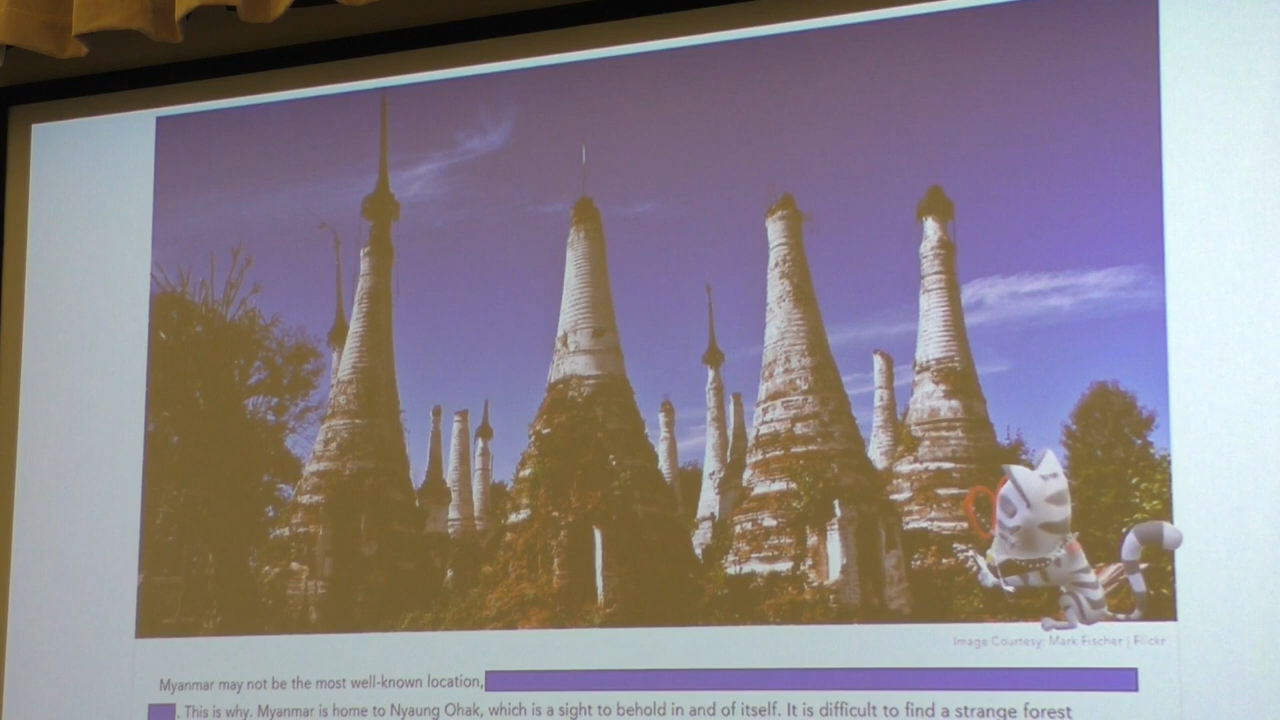 Image Courtesy: Mark Fischer | Flickr
Myanmar may not be the most well-known location,
. This is why. Myanmar is home to Nyaung Ohak, which is a sight to behold in and of itself. It is difficult to find a strange forest